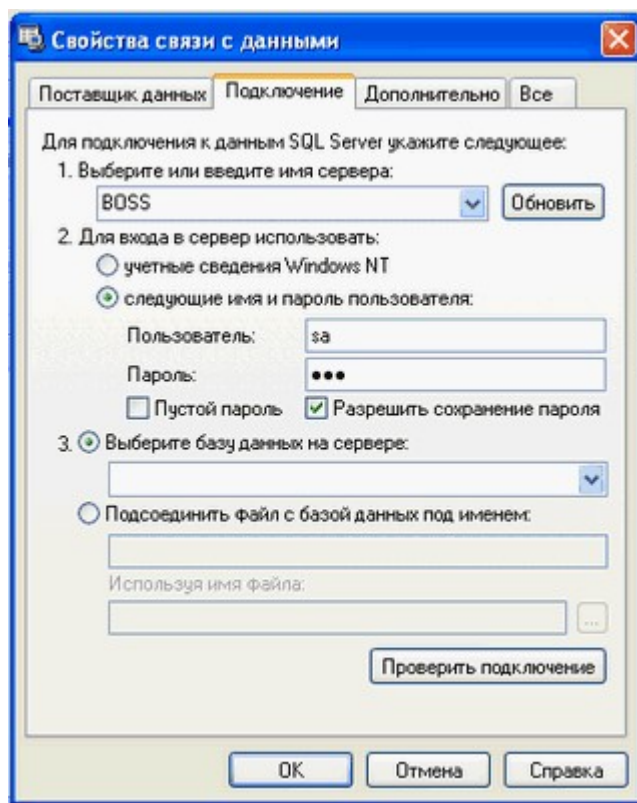 Свойства связи с данными
Поставщик данных Подключение Дополнительно Все
Для подключения к данным SQL Server укажите следующее:
1. Выберите или введите имя сервера:
BOSS Обновить
2. Для входа в сервер использовать:
учетные сведения Windows NT
следующие имя и пароль пользователя:
Пользователь: sa
Пароль: •••
Пустой пароль Разрешить сохранение пароля
3. Выберите базу данных на сервере:
Подсоединить файл с базой данных под именем:
Используя имя файла:
...
Проверить подключение
OK Отмена Справка